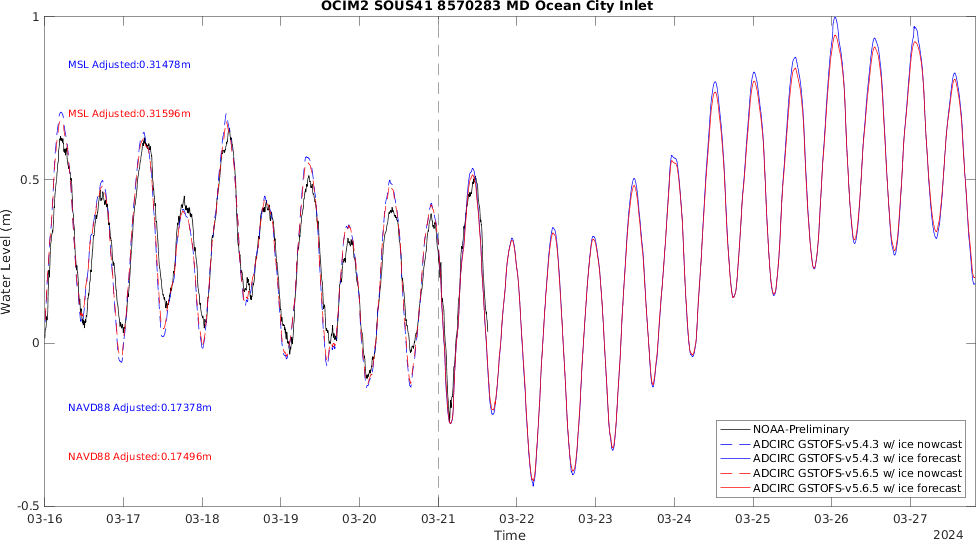 OCIM2 SOUS41 8570283 MD Ocean City Inlet
1
MSL Adjusted:0.31478m
MSL Adjusted:0.31596m
0.5
Water Level (m)
0
NAVD88 Adjusted:0.17378m
NAVD88 Adjusted:0.17496m
NOAA-Preliminary
ADCIRC GSTOFS-v5.4.3 w/ ice nowcast
ADCIRC GSTOFS-v5.4.3 w/ ice forecast
ADCIRC GSTOFS-v5.6.5 w/ ice nowcast
ADCIRC GSTOFS-v5.6.5 w/ ice forecast
-0.5
03-16 03-17 03-18 03-19 03-20 03-21 03-22 03-23 03-24 03-25 03-26 03-27
Time
2024